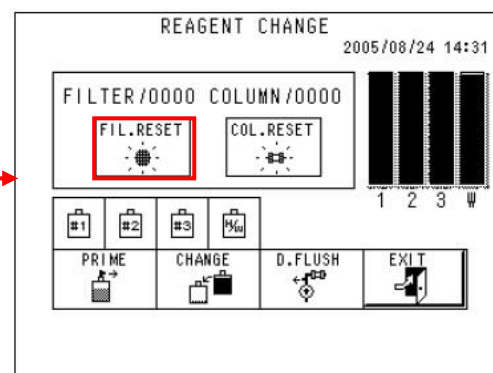 REAGENT CHANGE
2005/08/24 14:31
FILTER/0000 COLUMN/0000
FIL.RESET COL.RESET
1 2 3 W
#1 #2 #3 H/W
PRIME CHANGE D.FLUSH EXIT